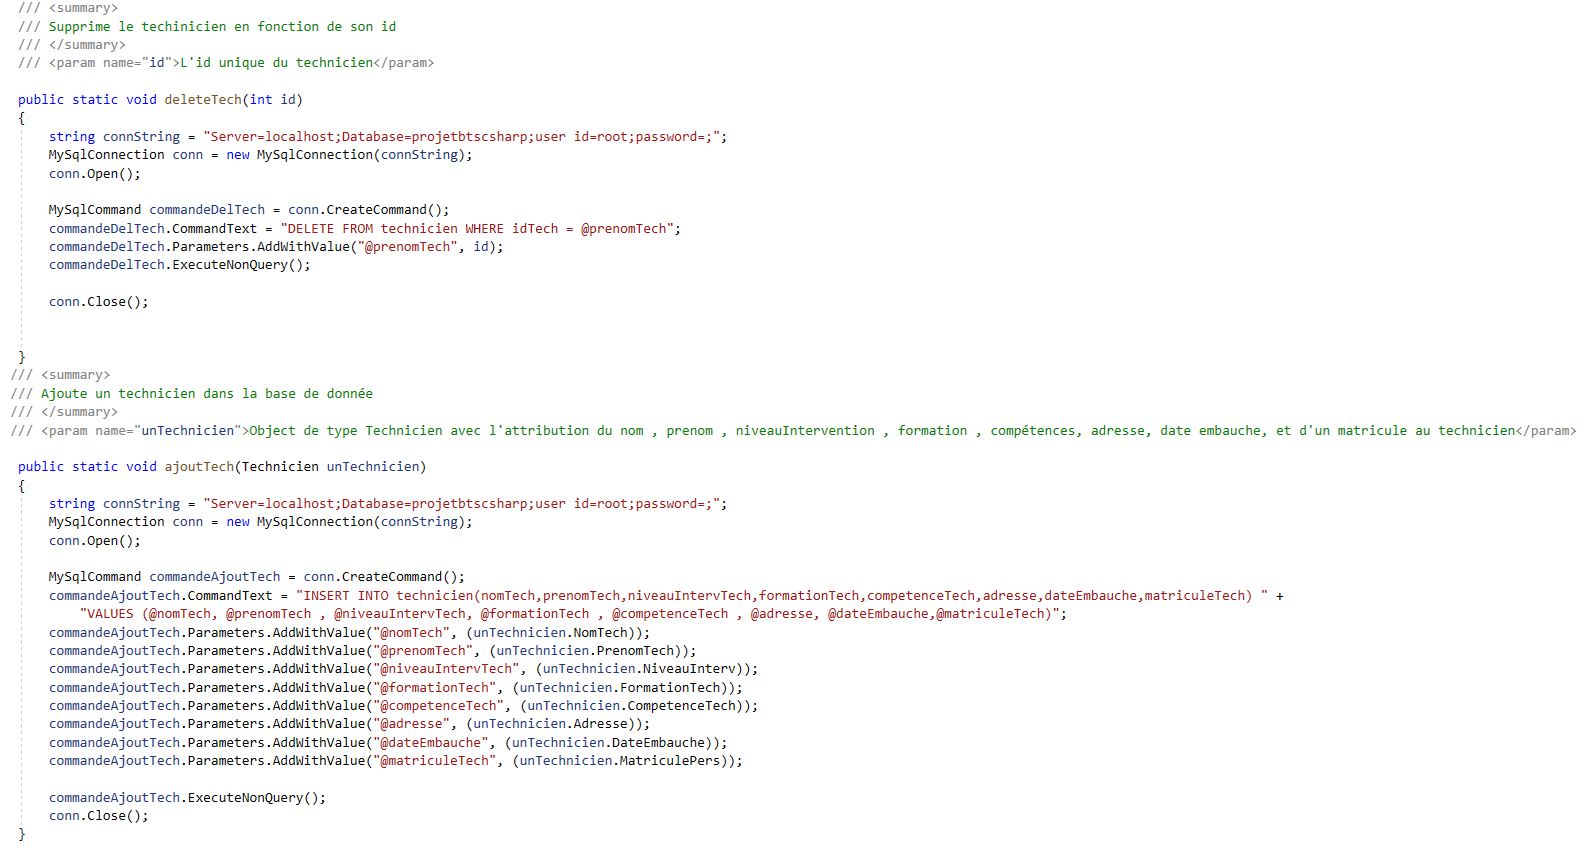 /// <summary>
/// Supprime le techinicien en fonction de son id
/// </summary>
/// <param name="id">L'id unique du technicien</param>
public static void deleteTech(int id)
{
string connString = "Server=localhost;Database=projetbtscsharp;user id=root;password=;";
MySqlConnection conn = new MySqlConnection(connString);
conn.Open();
MySqlCommand commandeDelTech = conn.CreateCommand();
commandeDelTech.CommandText = "DELETE FROM technicien WHERE idTech = @prenomTech";
commandeDelTech.Parameters.AddWithValue("@prenomTech", id);
commandeDelTech.ExecuteNonQuery();
conn.Close();
}
/// <summary>
/// Ajoute un technicien dans la base de donnée
/// </summary>
/// <param name="unTechnicien">Object de type Technicien avec l'attribution du nom , prenom , niveauIntervention , formation , compétences, adresse, date embauche, et d'un matricule au technicien</param>
public static void ajoutTech(Technicien unTechnicien)
{
string connString = "Server=localhost;Database=projetbtscsharp;user id=root;password=;";
MySqlConnection conn = new MySqlConnection(connString);
conn.Open();
MySqlCommand commandeAjoutTech = conn.CreateCommand();
commandeAjoutTech.CommandText = "INSERT INTO technicien(nomTech,prenomTech,niveauIntervTech,formationTech,competenceTech,adresse,dateEmbauche,matriculeTech) " +
"VALUES (@nomTech, @prenomTech , @niveauIntervTech, @formationTech , @competenceTech , @adresse, @dateEmbauche,@matriculeTech)";
commandeAjoutTech.Parameters.AddWithValue("@nomTech", (unTechnicien.NomTech));
commandeAjoutTech.Parameters.AddWithValue("@prenomTech", (unTechnicien.PrenomTech));
commandeAjoutTech.Parameters.AddWithValue("@niveauIntervTech", (unTechnicien.NiveauInterv));
commandeAjoutTech.Parameters.AddWithValue("@formationTech", (unTechnicien.FormationTech));
commandeAjoutTech.Parameters.AddWithValue("@competenceTech", (unTechnicien.CompetenceTech));
commandeAjoutTech.Parameters.AddWithValue("@adresse", (unTechnicien.Adresse));
commandeAjoutTech.Parameters.AddWithValue("@dateEmbauche", (unTechnicien.DateEmbauche));
commandeAjoutTech.Parameters.AddWithValue("@matriculeTech", (unTechnicien.MatriculePers));
commandeAjoutTech.ExecuteNonQuery();
conn.Close();
}